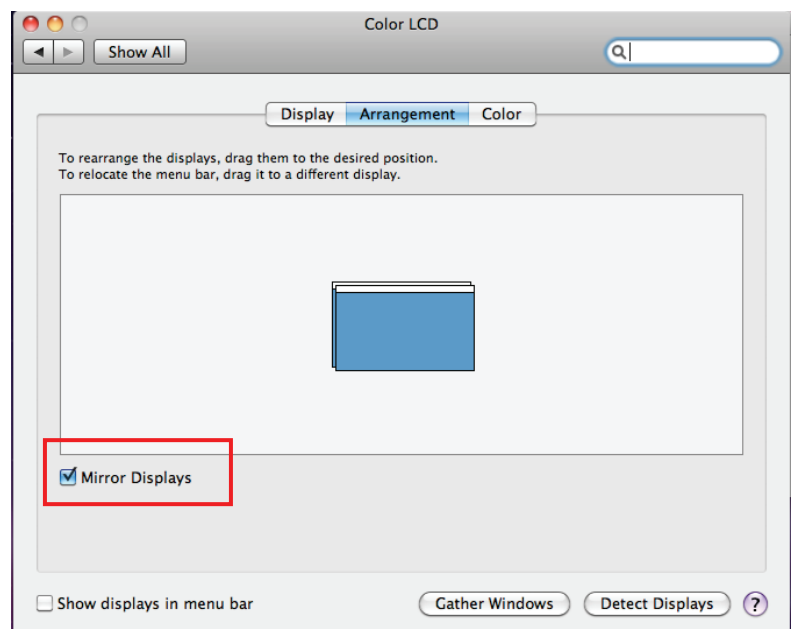 Color LCD
Show All
Display Arrangement Color
To rearrange the displays, drag them to the desired position.
To relocate the menu bar, drag it to a different display.
Mirror Displays
Show displays in menu bar Gather Windows Detect Displays ?